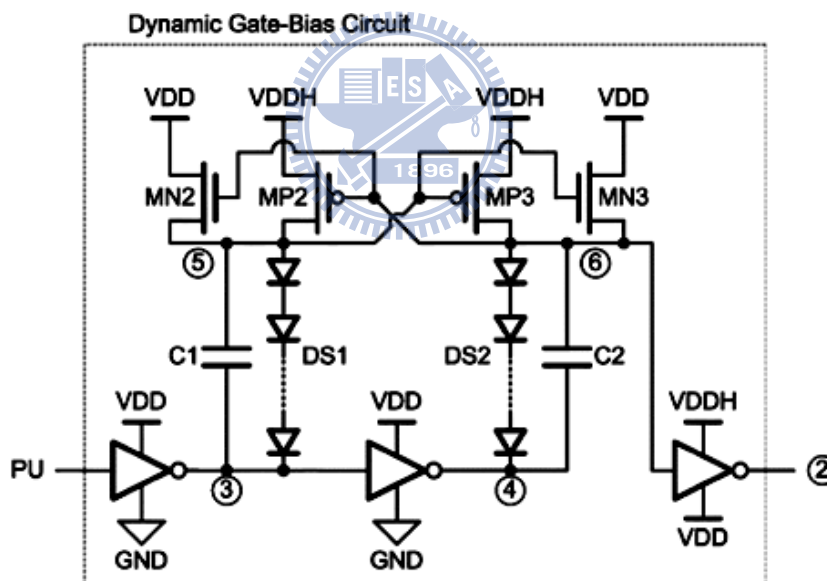 Dynamic Gate-Bias Circuit
ES A
1896
VDD VDDH VDDH VDD
MN2 MP2 MP3 MN3
⑤ ⑥
C1 DS1 DS2 C2
VDD VDD VDDH
PU ③ ④ ②
GND GND VDD